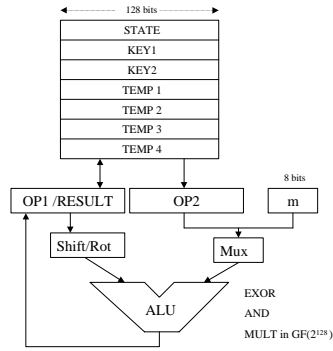 128 bits
STATE
KEY1
KEY2
TEMP 1
TEMP 2
TEMP 3
TEMP 4
8 bits
OP1 /RESULT
OP2
m
Shift/Rot
Mux
ALU
EXOR
AND
MULT in GF(2¹²⁸)